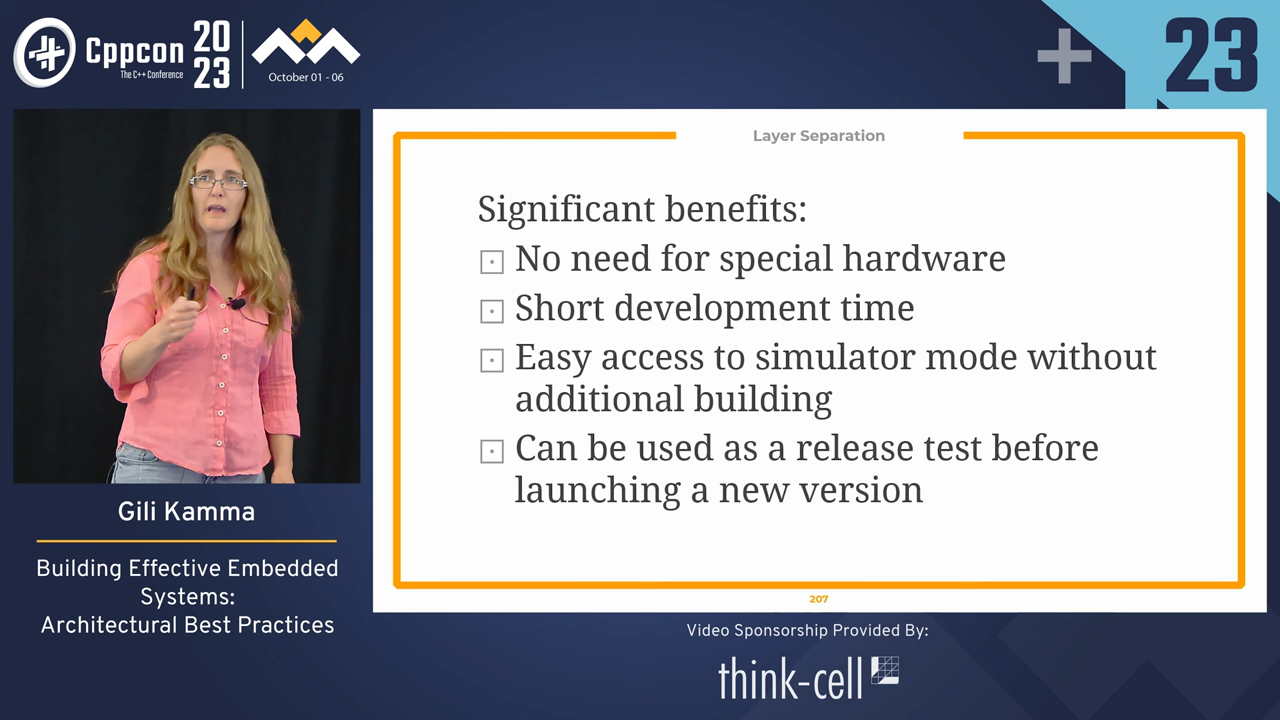 Cppcon
The C++ Conference
20
23
October 01 - 06
23
Layer Separation
Significant benefits:
No need for special hardware
Short development time
Easy access to simulator mode without
additional building
Can be used as a release test before
launching a new version
207
Gili Kamma
Building Effective Embedded
Systems:
Architectural Best Practices
Video Sponsorship Provided By:
think-cell